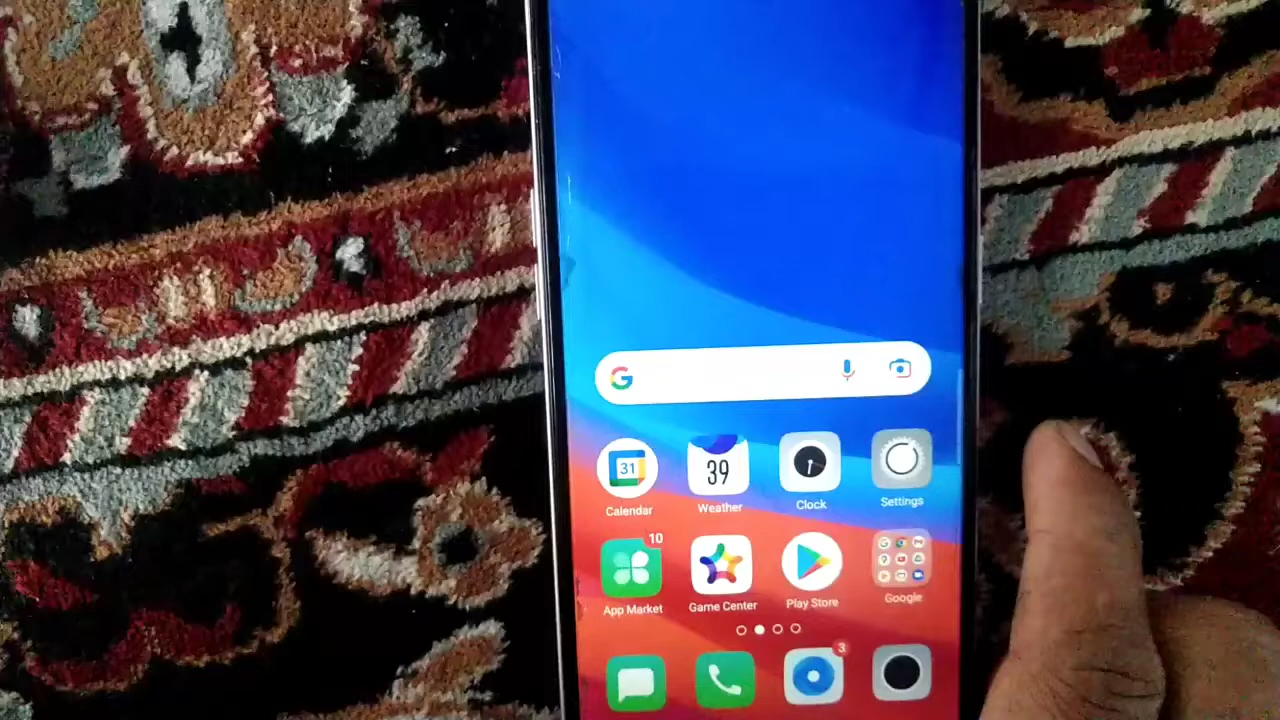 G
31
39
Calendar
Weather
Clock
Settings
10
App Market
Game Center
Play Store
Google
3